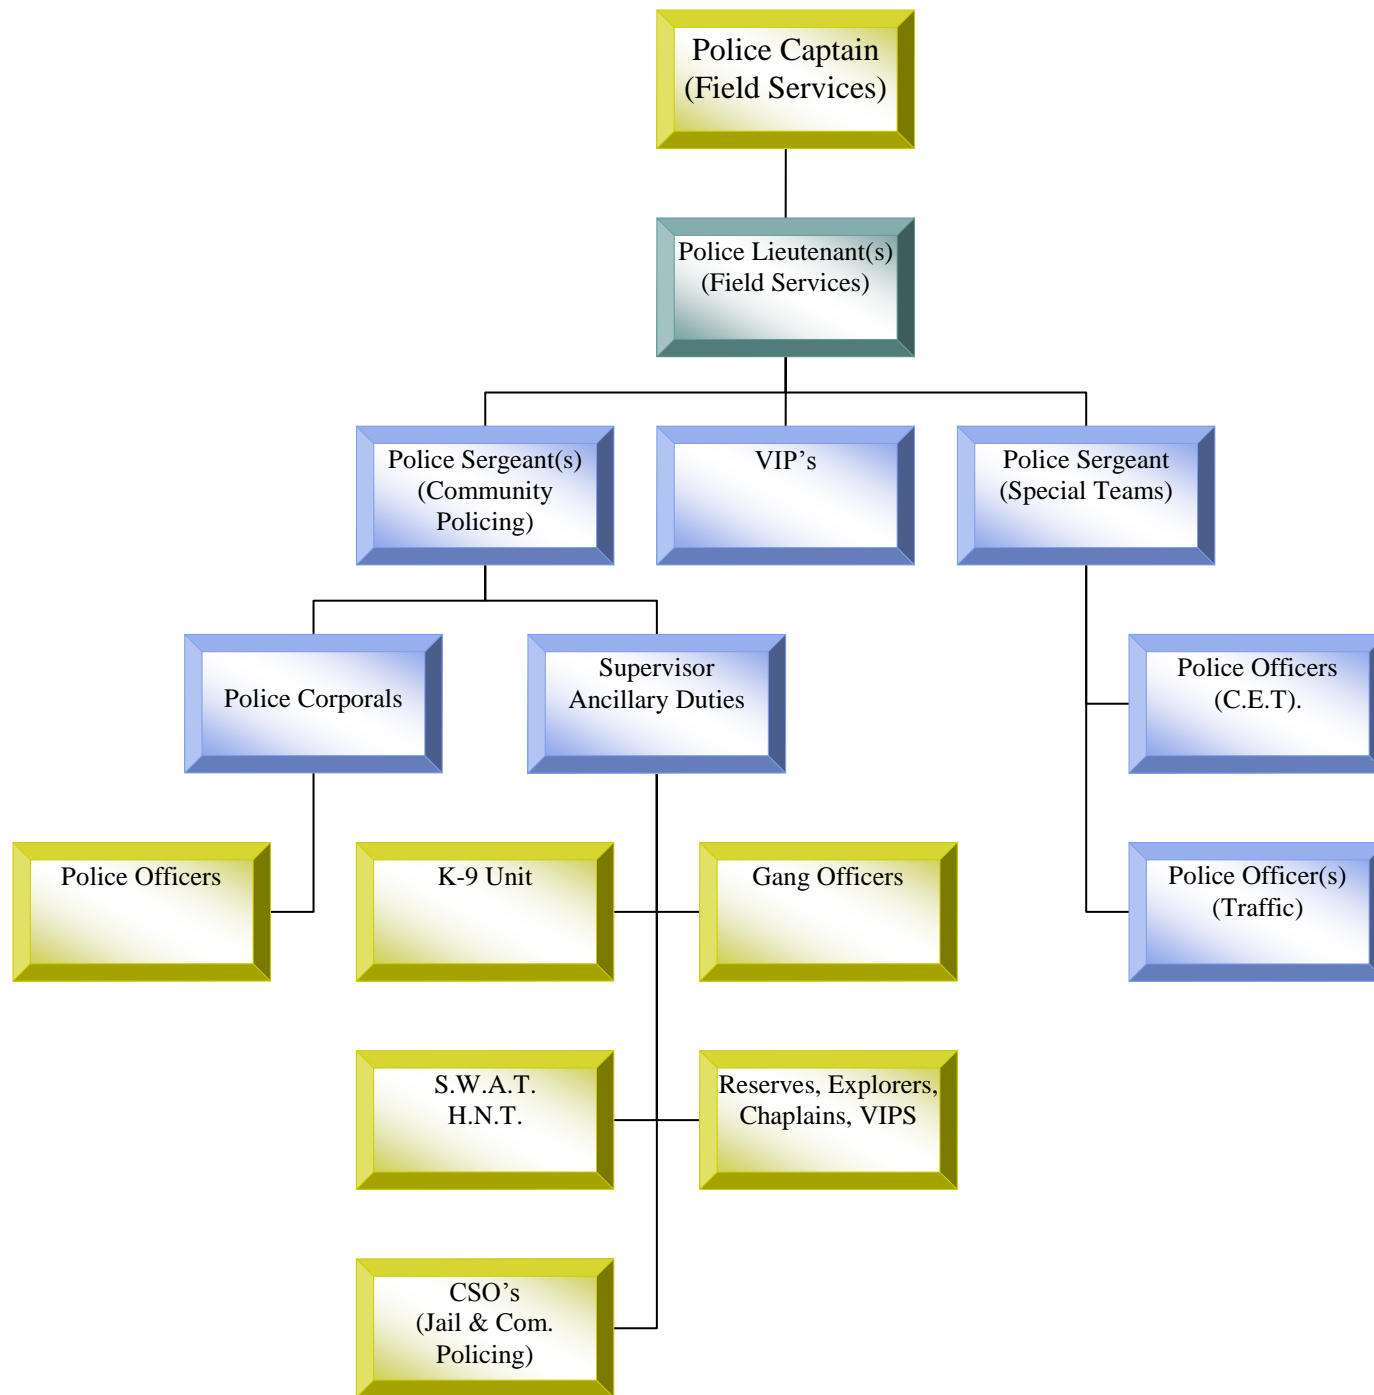 Police Captain
(Field Services)
Police Lieutenant(s)
(Field Services)
Police Sergeant(s)
(Community
Policing)
VIP’s
Police Sergeant
(Special Teams)
Police Corporals
Supervisor
Ancillary Duties
Police Officers
(C.E.T).
Police Officers
K-9 Unit
Gang Officers
Police Officer(s)
(Traffic)
S.W.A.T.
H.N.T.
Reserves, Explorers,
Chaplains, VIPS
CSO’s
(Jail & Com.
Policing)